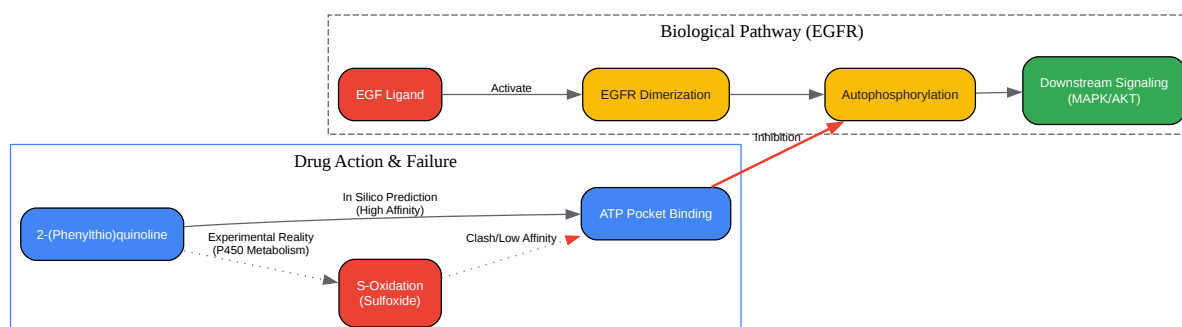 Biological Pathway (EGFR)
EGF Ligand
Activate
EGFR Dimerization
Autophosphorylation
Downstream Signaling
(MAPK/AKT)
Inhibition
Drug Action & Failure
2-(Phenylthio)quinoline
In Silico Prediction
(High Affinity)
ATP Pocket Binding
Experimental Reality
(P450 Metabolism)
Clash/Low Affinity
S-Oxidation
(Sulfoxide)